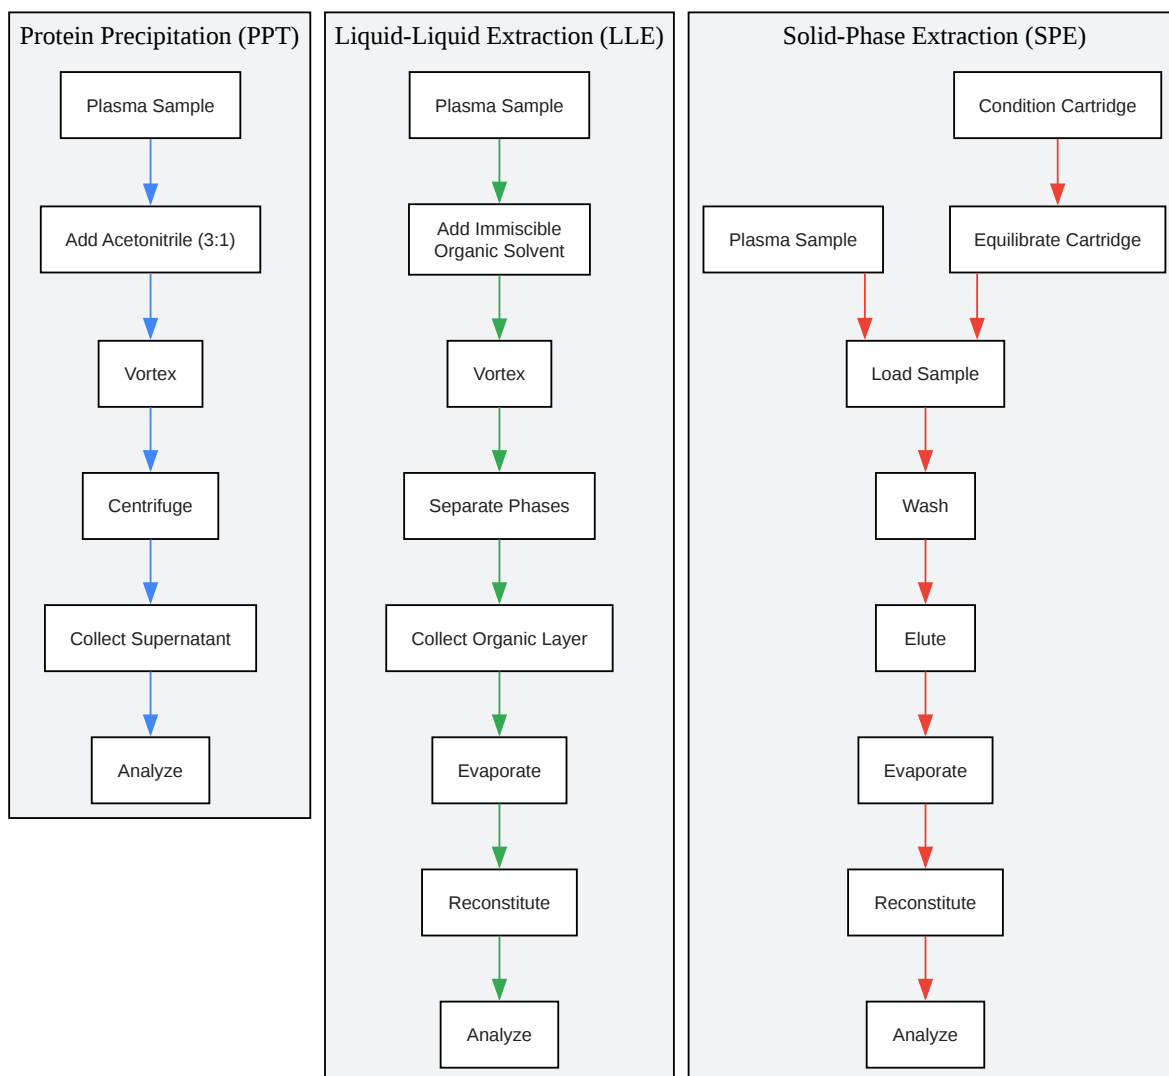 Protein Precipitation (PPT)
Plasma Sample
Add Acetonitrile (3:1)
Vortex
Centrifuge
Collect Supernatant
Analyze
Liquid-Liquid Extraction (LLE)
Plasma Sample
Add Immiscible
Organic Solvent
Vortex
Separate Phases
Collect Organic Layer
Evaporate
Reconstitute
Analyze
Solid-Phase Extraction (SPE)
Condition Cartridge
Plasma Sample
Equilibrate Cartridge
Load Sample
Wash
Elute
Evaporate
Reconstitute
Analyze